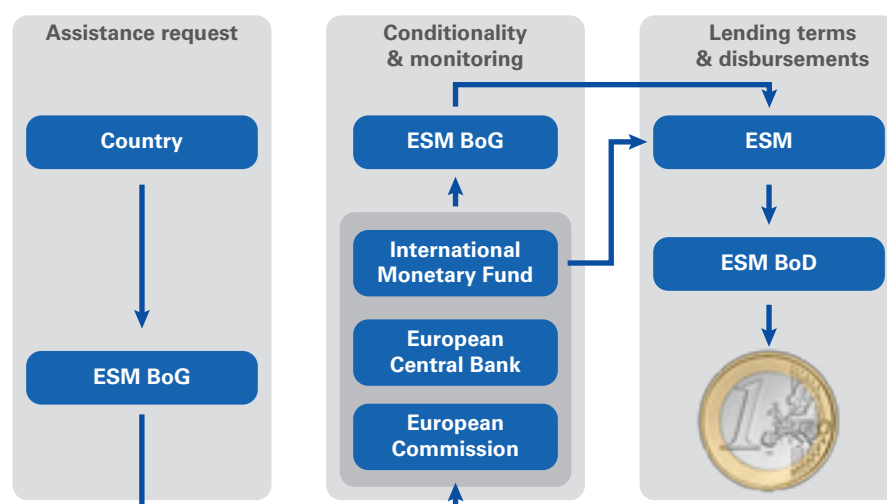 Assistance request
Country
ESM BoG
Conditionality
& monitoring
ESM BoG
International
Monetary Fund
European
Central Bank
European
Commission
Lending terms
& disbursements
ESM
ESM BoD
1